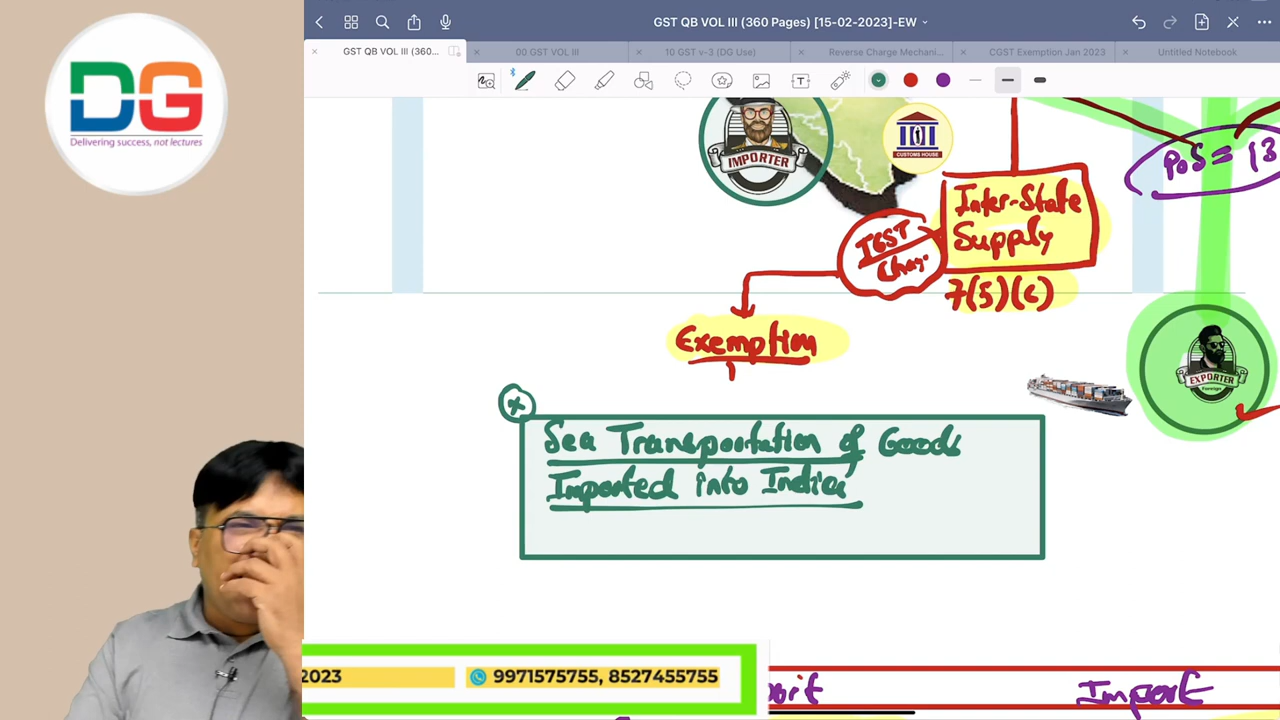 DG
Delivering success, not lectures
GST QB VOL III (360 Pages) [15-02-2023]-EW
GST QB VOL III (360...
00 GST VOL III
10 GST v-3 (DG Use)
Reverse Charge Mechani...
CGST Exemption Jan 2023
Untitled Notebook
IMPORTER
CUSTOMS HOUSE
POS = 13
Inter-State
Supply
IGST
7(5)(c)
Exemption
EXPORTER
Sea Transportation of Goods
Imported into India
2023
9971575755, 8527455755
Import